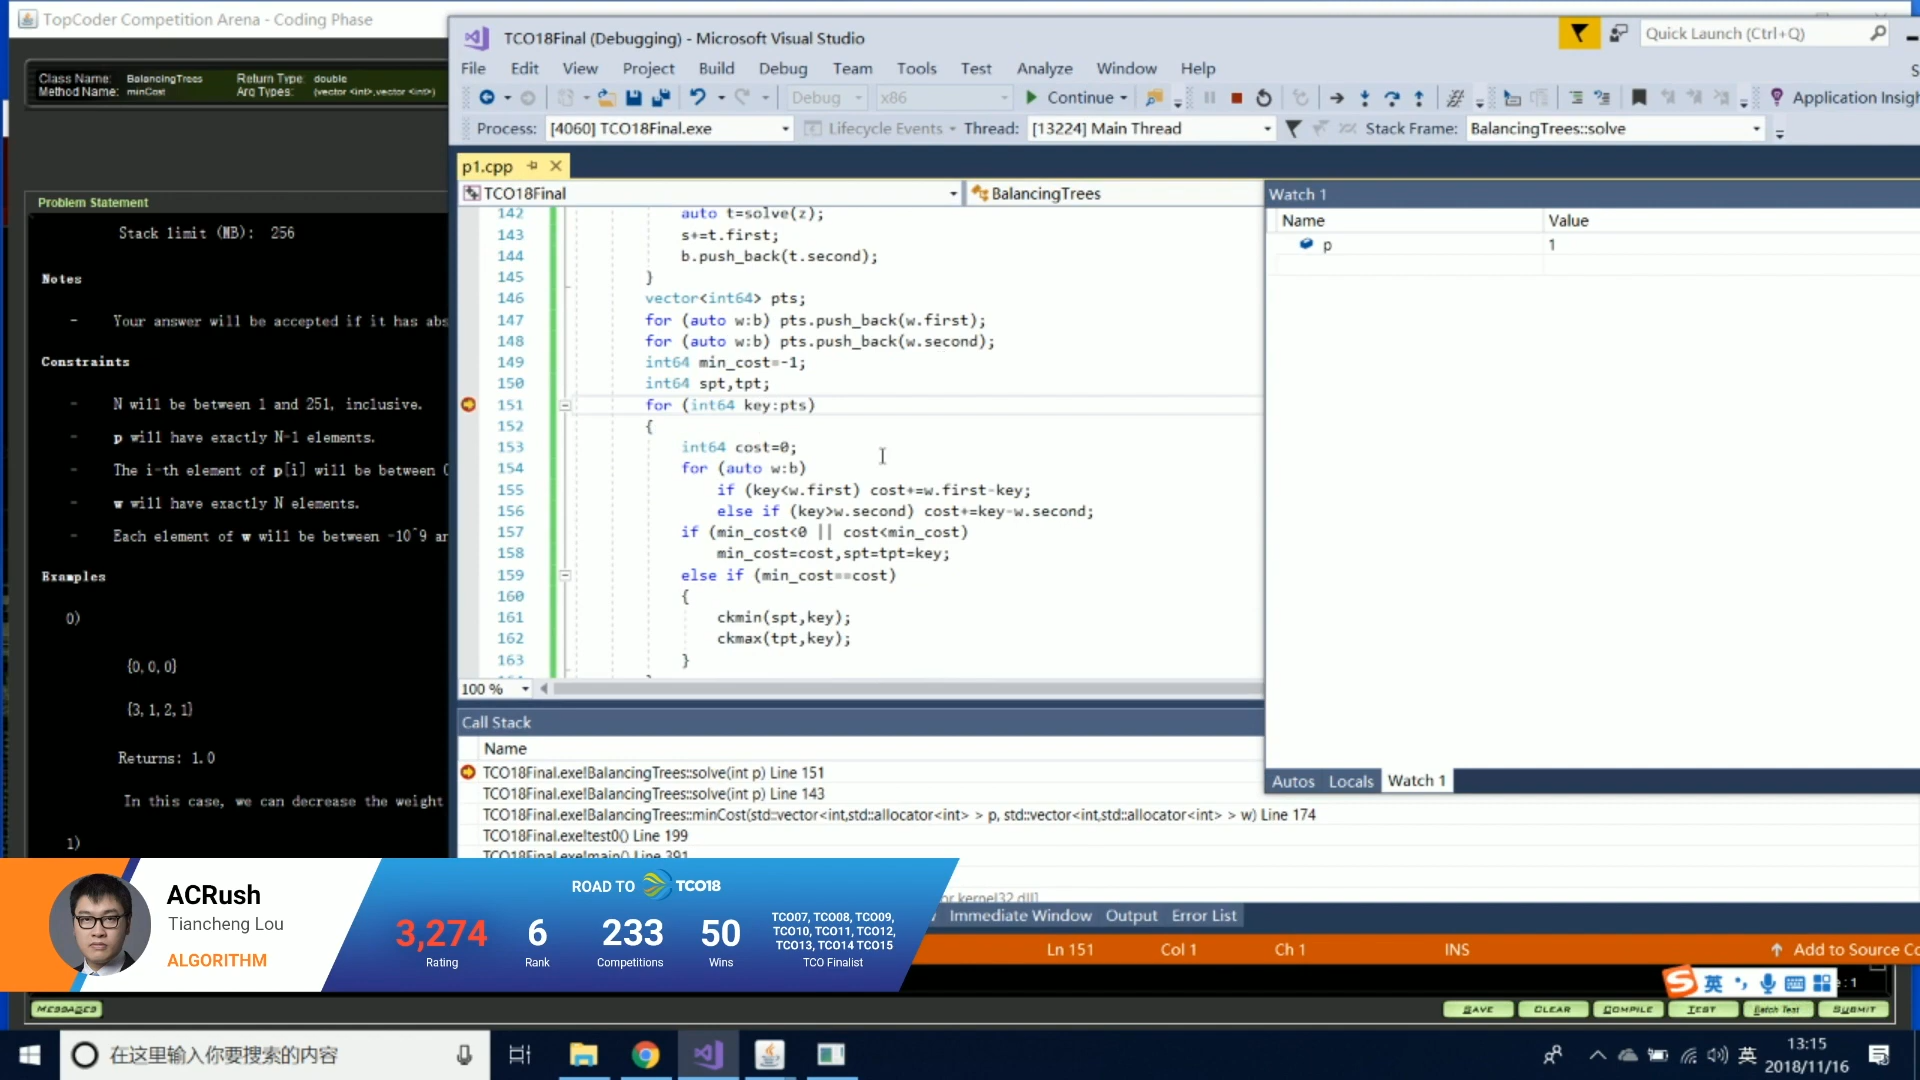 TopCoder Competition Arena - Coding Phase
Class Name: BalancingTrees Return Type: double
Method Name: minCost Arg Types: (vector <int>,vector <int>)
Problem Statement
Stack limit (MB): 256
Notes
- Your answer will be accepted if it has abs
Constraints
- N will be between 1 and 251, inclusive.
- p will have exactly N-1 elements.
- The i-th element of p[i] will be between 0
- w will have exactly N elements.
- Each element of w will be between -10^9 an
Examples
0)
{0, 0, 0}
{3, 1, 2, 1}
Returns: 1.0
In this case, we can decrease the weight
1)
TCO18Final (Debugging) - Microsoft Visual Studio
Quick Launch (Ctrl+Q)
File Edit View Project Build Debug Team Tools Test Analyze Window Help
Debug x86 Continue Application Insigh
Process: [4060] TCO18Final.exe Lifecycle Events Thread: [13224] Main Thread Stack Frame: BalancingTrees::solve
p1.cpp
TCO18Final BalancingTrees
142 auto t=solve(z);
143 s+=t.first;
144 b.push_back(t.second);
145 }
146 vector<int64> pts;
147 for (auto w:b) pts.push_back(w.first);
148 for (auto w:b) pts.push_back(w.second);
149 int64 min_cost=-1;
150 int64 spt,tpt;
151 for (int64 key:pts)
152 {
153 int64 cost=0;
154 for (auto w:b)
155 if (key<w.first) cost+=w.first-key;
156 else if (key>w.second) cost+=key-w.second;
157 if (min_cost<0 || cost<min_cost)
158 min_cost=cost,spt=tpt=key;
159 else if (min_cost==cost)
160 {
161 ckmin(spt,key);
162 ckmax(tpt,key);
163 }
100 %
Watch 1
Name Value
p 1
Autos Locals Watch 1
Call Stack
Name
TCO18Final.exe!BalancingTrees::solve(int p) Line 151
TCO18Final.exe!BalancingTrees::solve(int p) Line 143
TCO18Final.exe!BalancingTrees::minCost(std::vector<int,std::allocator<int> > p, std::vector<int,std::allocator<int> > w) Line 174
TCO18Final.exe!test0() Line 199
TCO18Final.exe!main() Line 391
or kernel32.dll]
Immediate Window Output Error List
Ln 151 Col 1 Ch 1 INS Add to Source Co
ACRush
Tiancheng Lou
ALGORITHM
ROAD TO TCO18
3,274 6 233 50
Rating Rank Competitions Wins
TCO07, TCO08, TCO09,
TCO10, TCO11, TCO12,
TCO13, TCO14 TCO15
TCO Finalist
英
: 1
MESSAGES SAVE CLEAR COMPILE TEST Batch Test SUBMIT
在这里输入你要搜索的内容
英
13:15
2018/11/16